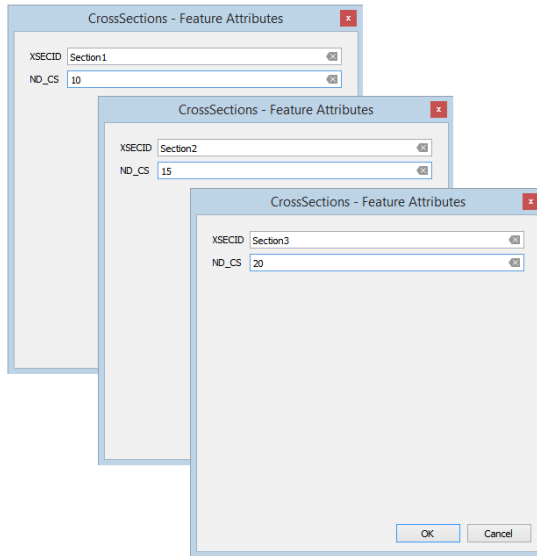 CrossSections - Feature Attributes x
XSECID Section1
ND_CS 10
CrossSections - Feature Attributes x
XSECID Section2
ND_CS 15
CrossSections - Feature Attributes x
XSECID Section3
ND_CS 20
OK Cancel